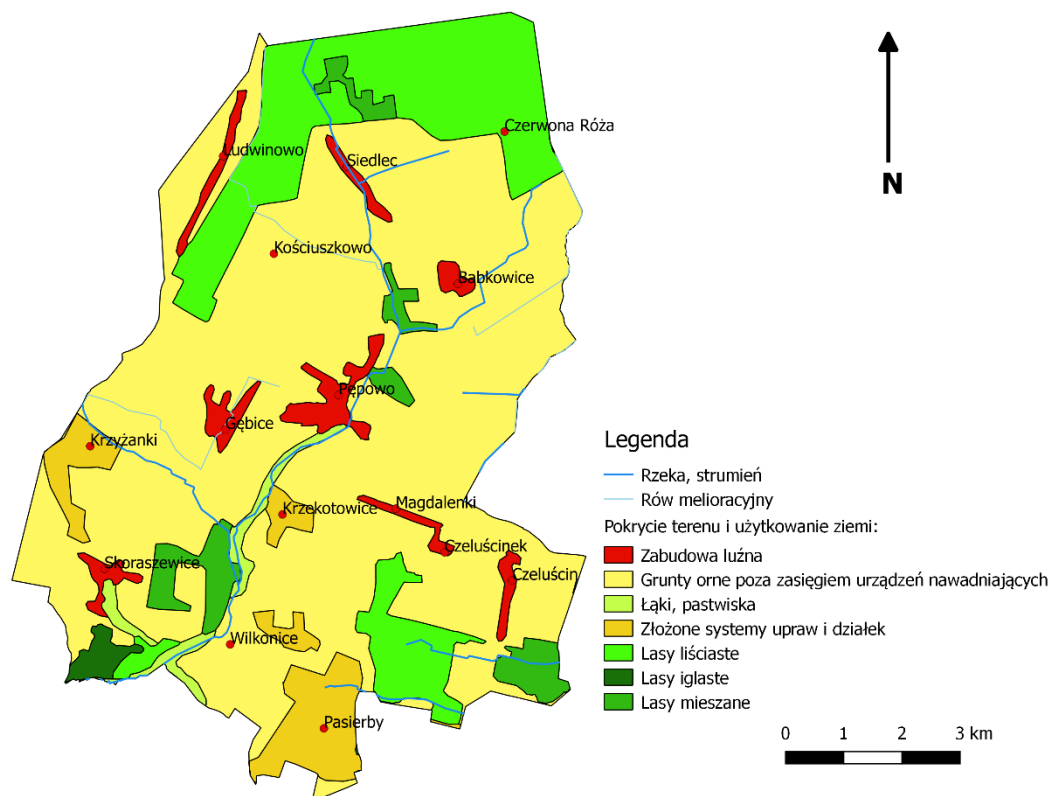 Czerwona Róża
Ludwinowo
Siedlec
N
Kościuszkowo
Babkowice
Pępowo
Gębice
Krzyżanki
Legenda
Rzeka, strumień
Rów melioracyjny
Pokrycie terenu i użytkowanie ziemi:
Zabudowa luźna
Grunty orne poza zasięgiem urządzeń nawadniających
Łąki, pastwiska
Złożone systemy upraw i działek
Lasy liściaste
Lasy iglaste
Lasy mieszane
Magdalenki
Krzekotowice
Czeluścinek
Skoraszewice
Czeluścin
Wilkonice
Pasierby
0 1 2 3 km